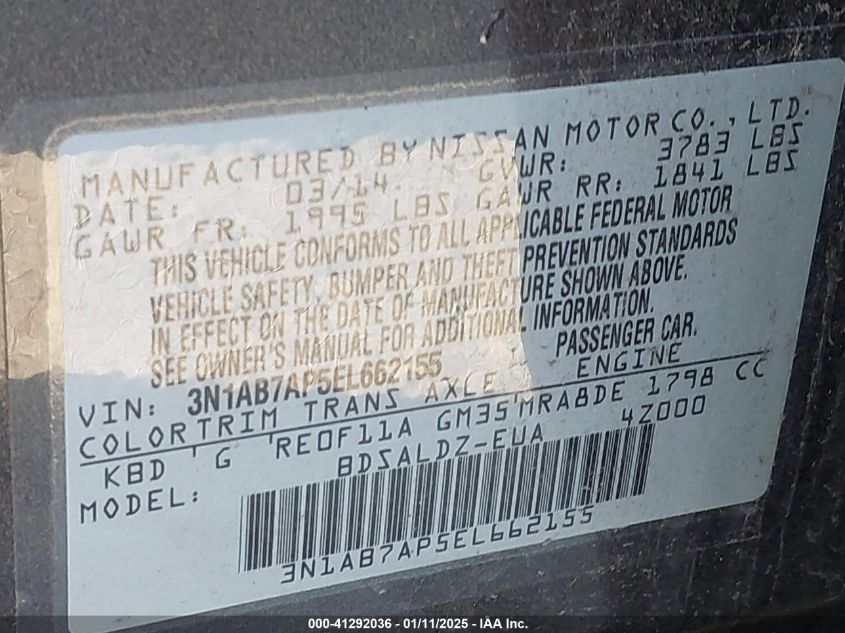 MANUFACTURED BY NISSAN MOTOR CO., LTD.
DATE: 03/14 GVWR: 3783 LBS
GAWR FR: 1995 LBS GAWR RR: 1841 LBS
THIS VEHICLE CONFORMS TO ALL APPLICABLE FEDERAL MOTOR
VEHICLE SAFETY, BUMPER AND THEFT PREVENTION STANDARDS
IN EFFECT ON THE DATE OF MANUFACTURE SHOWN ABOVE.
SEE OWNER'S MANUAL FOR ADDITIONAL INFORMATION.
VIN: 3N1AB7AP5EL662155 PASSENGER CAR.
COLOR TRIM TRANS AXLE ENGINE
KBD G RE0F11A GM35 MRA8DE 1798 CC
MODEL: BDSALDZ-EUA 4Z000
3N1AB7AP5EL662155
000-41292036 - 01/11/2025 - IAA Inc.